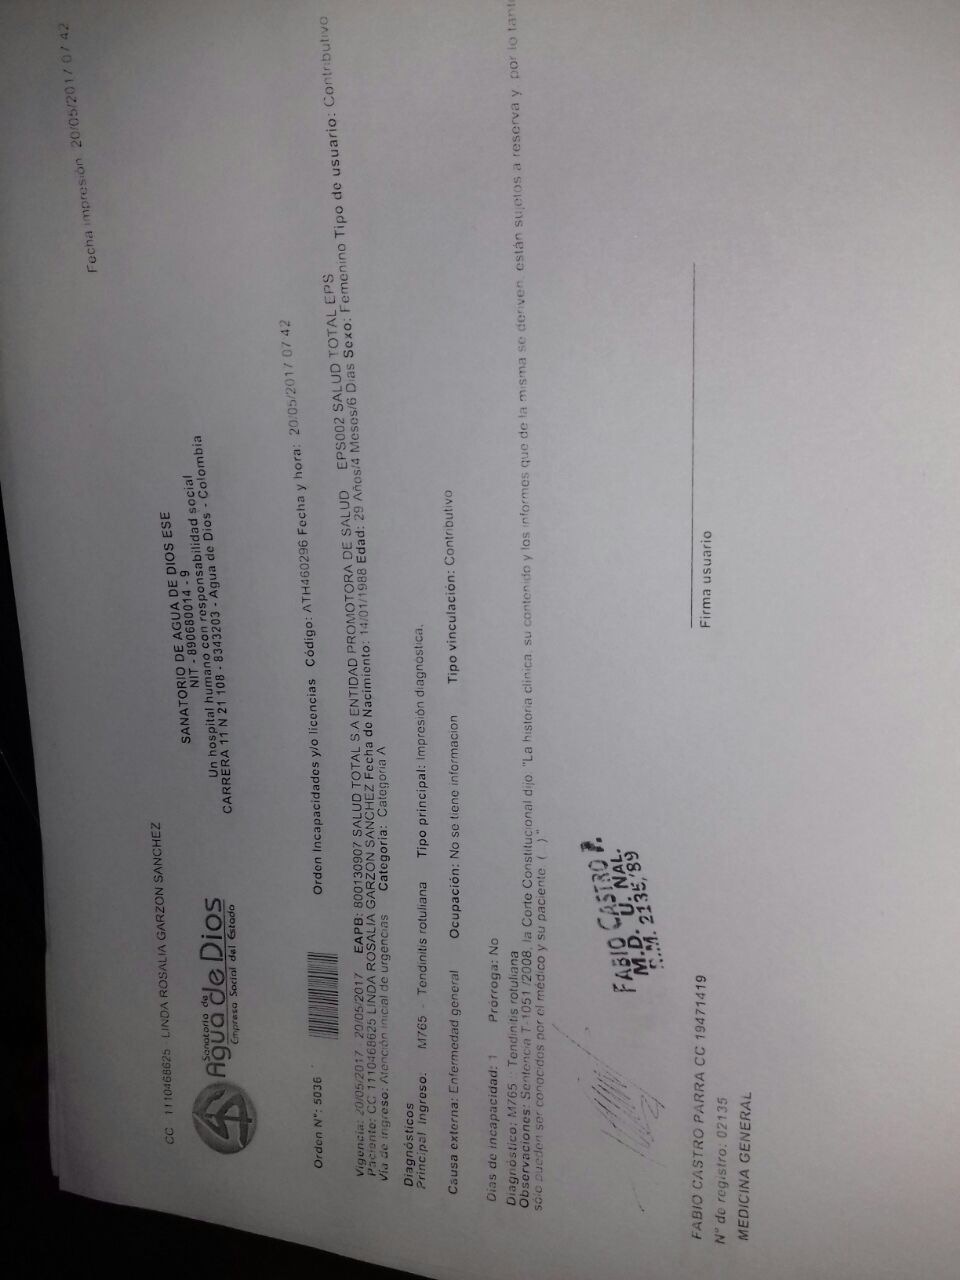 Fecha impresión 20/05/2017 07 42
CC 1110468625 LINDA ROSALIA GARZON SANCHEZ
Sanatorio de
Agua de Dios
Empresa Social del Estado
SANATORIO DE AGUA DE DIOS ESE
NIT - 890680014 - 9
Un hospital humano con responsabilidad social
CARRERA 11 N 21 108 - 8343203 - Agua de Dios - Colombia
Orden N°: 5036 Orden Incapacidades y/o licencias Código: ATH460296 Fecha y hora: 20/05/2017 07 42
Vigencia: 20/05/2017 - 20/05/2017 EAPB: 800130907 SALUD TOTAL S.A ENTIDAD PROMOTORA DE SALUD EPS002 SALUD TOTAL EPS
Paciente: CC 1110468625 LINDA ROSALIA GARZON SANCHEZ Fecha de Nacimiento: 14/01/1988 Edad: 29 Años/4 Meses/6 Dias Sexo: Femenino Tipo de usuario: Contributivo
Via de ingreso: Atención inicial de urgencias Categoria: Categoria A
Diagnósticos
Principal Ingreso: M765 - Tendinitis rotuliana Tipo principal: Impresión diagnóstica.
Causa externa: Enfermedad general Ocupación: No se tiene informacion Tipo vinculación: Contributivo
Dias de incapacidad: 1 Prórroga: No
Diagnóstico: M765 :: Tendinitis rotuliana
Observaciones: Sentencia T-1051 /2008, la Corte Constitucional dijo "La historia clinica, su contenido y los informes que de la misma se deriven, están sujetos a reserva y, por lo tant
sólo pueden ser conocidos por el médico y su paciente (...)."
FABIO CASTRO P.
M.D. U. NAL.
R.M. 2135/89
FABIO CASTRO PARRA CC 19471419
N° de registro: 02135
MEDICINA GENERAL
Firma usuario